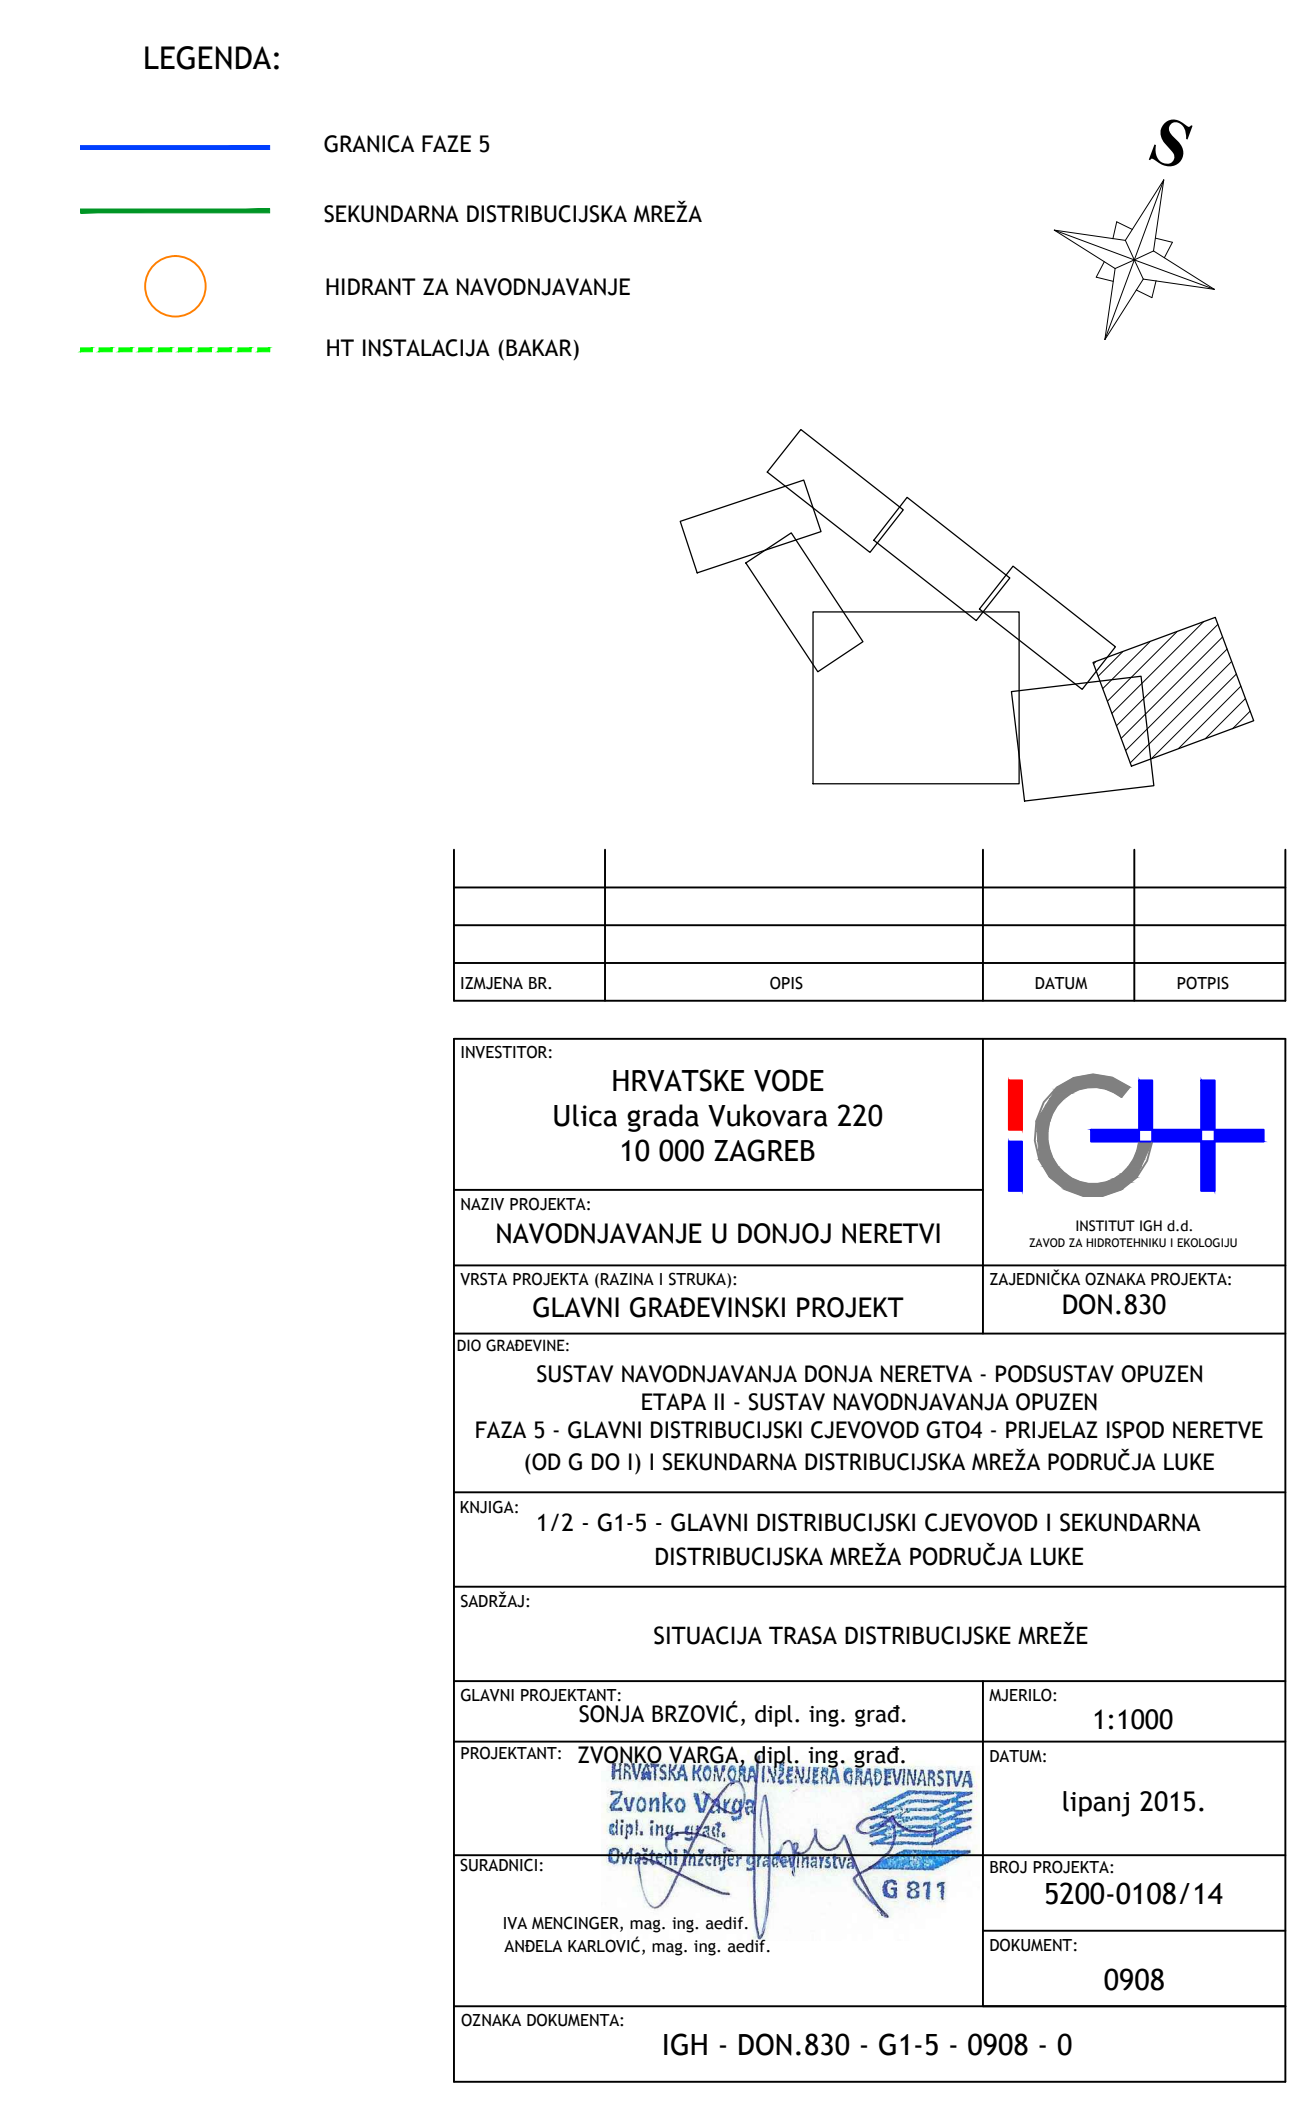 LEGENDA:
GRANICA FAZE 5
SEKUNDARNA DISTRIBUCIJSKA MREŽA
HIDRANT ZA NAVODNJAVANJE
HT INSTALACIJA (BAKAR)
S
IZMJENA BR. OPIS DATUM POTPIS
INVESTITOR:
HRVATSKE VODE
Ulica grada Vukovara 220
10 000 ZAGREB
IGH
INSTITUT IGH d.d.
ZAVOD ZA HIDROTEHNIKU I EKOLOGIJU
NAZIV PROJEKTA:
NAVODNJAVANJE U DONJOJ NERETVI
VRSTA PROJEKTA (RAZINA I STRUKA):
GLAVNI GRAĐEVINSKI PROJEKT
ZAJEDNIČKA OZNAKA PROJEKTA:
DON.830
DIO GRAĐEVINE:
SUSTAV NAVODNJAVANJA DONJA NERETVA - PODSUSTAV OPUZEN
ETAPA II - SUSTAV NAVODNJAVANJA OPUZEN
FAZA 5 - GLAVNI DISTRIBUCIJSKI CJEVOVOD GTO4 - PRIJELAZ ISPOD NERETVE
(OD G DO I) I SEKUNDARNA DISTRIBUCIJSKA MREŽA PODRUČJA LUKE
KNJIGA:
1/2 - G1-5 - GLAVNI DISTRIBUCIJSKI CJEVOVOD I SEKUNDARNA
DISTRIBUCIJSKA MREŽA PODRUČJA LUKE
SADRŽAJ:
SITUACIJA TRASA DISTRIBUCIJSKE MREŽE
GLAVNI PROJEKTANT:
SONJA BRZOVIĆ, dipl. ing. građ.
MJERILO:
1:1000
PROJEKTANT: ZVONKO VARGA, dipl. ing. građ.
HRVATSKA KOMORA INŽENJERA GRAĐEVINARSTVA
Zvonko Varga
dipl. ing. građ.
Ovlašteni inženjer građevinarstva
G 811
DATUM:
lipanj 2015.
SURADNICI:
IVA MENCINGER, mag. ing. aedif.
ANĐELA KARLOVIĆ, mag. ing. aedif.
BROJ PROJEKTA:
5200-0108/14
DOKUMENT:
0908
OZNAKA DOKUMENTA:
IGH - DON.830 - G1-5 - 0908 - 0